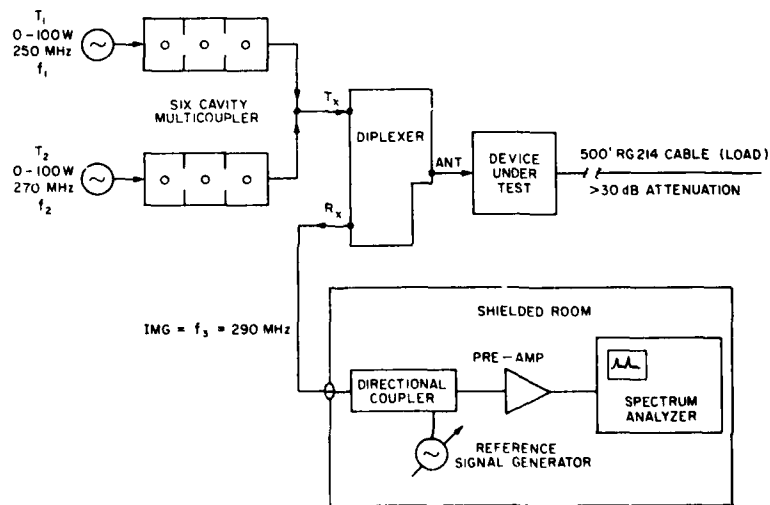 T₁
0-100W
250 MHz
f₁
SIX CAVITY
MULTICOUPLER
T₂
0-100W
270 MHz
f₂
Tₓ
DIPLEXER
ANT
Rₓ
DEVICE
UNDER
TEST
500' RG214 CABLE (LOAD)
>30 dB ATTENUATION
IMG = f₃ = 290 MHz
SHIELDED ROOM
DIRECTIONAL
COUPLER
PRE-AMP
SPECTRUM
ANALYZER
REFERENCE
SIGNAL GENERATOR